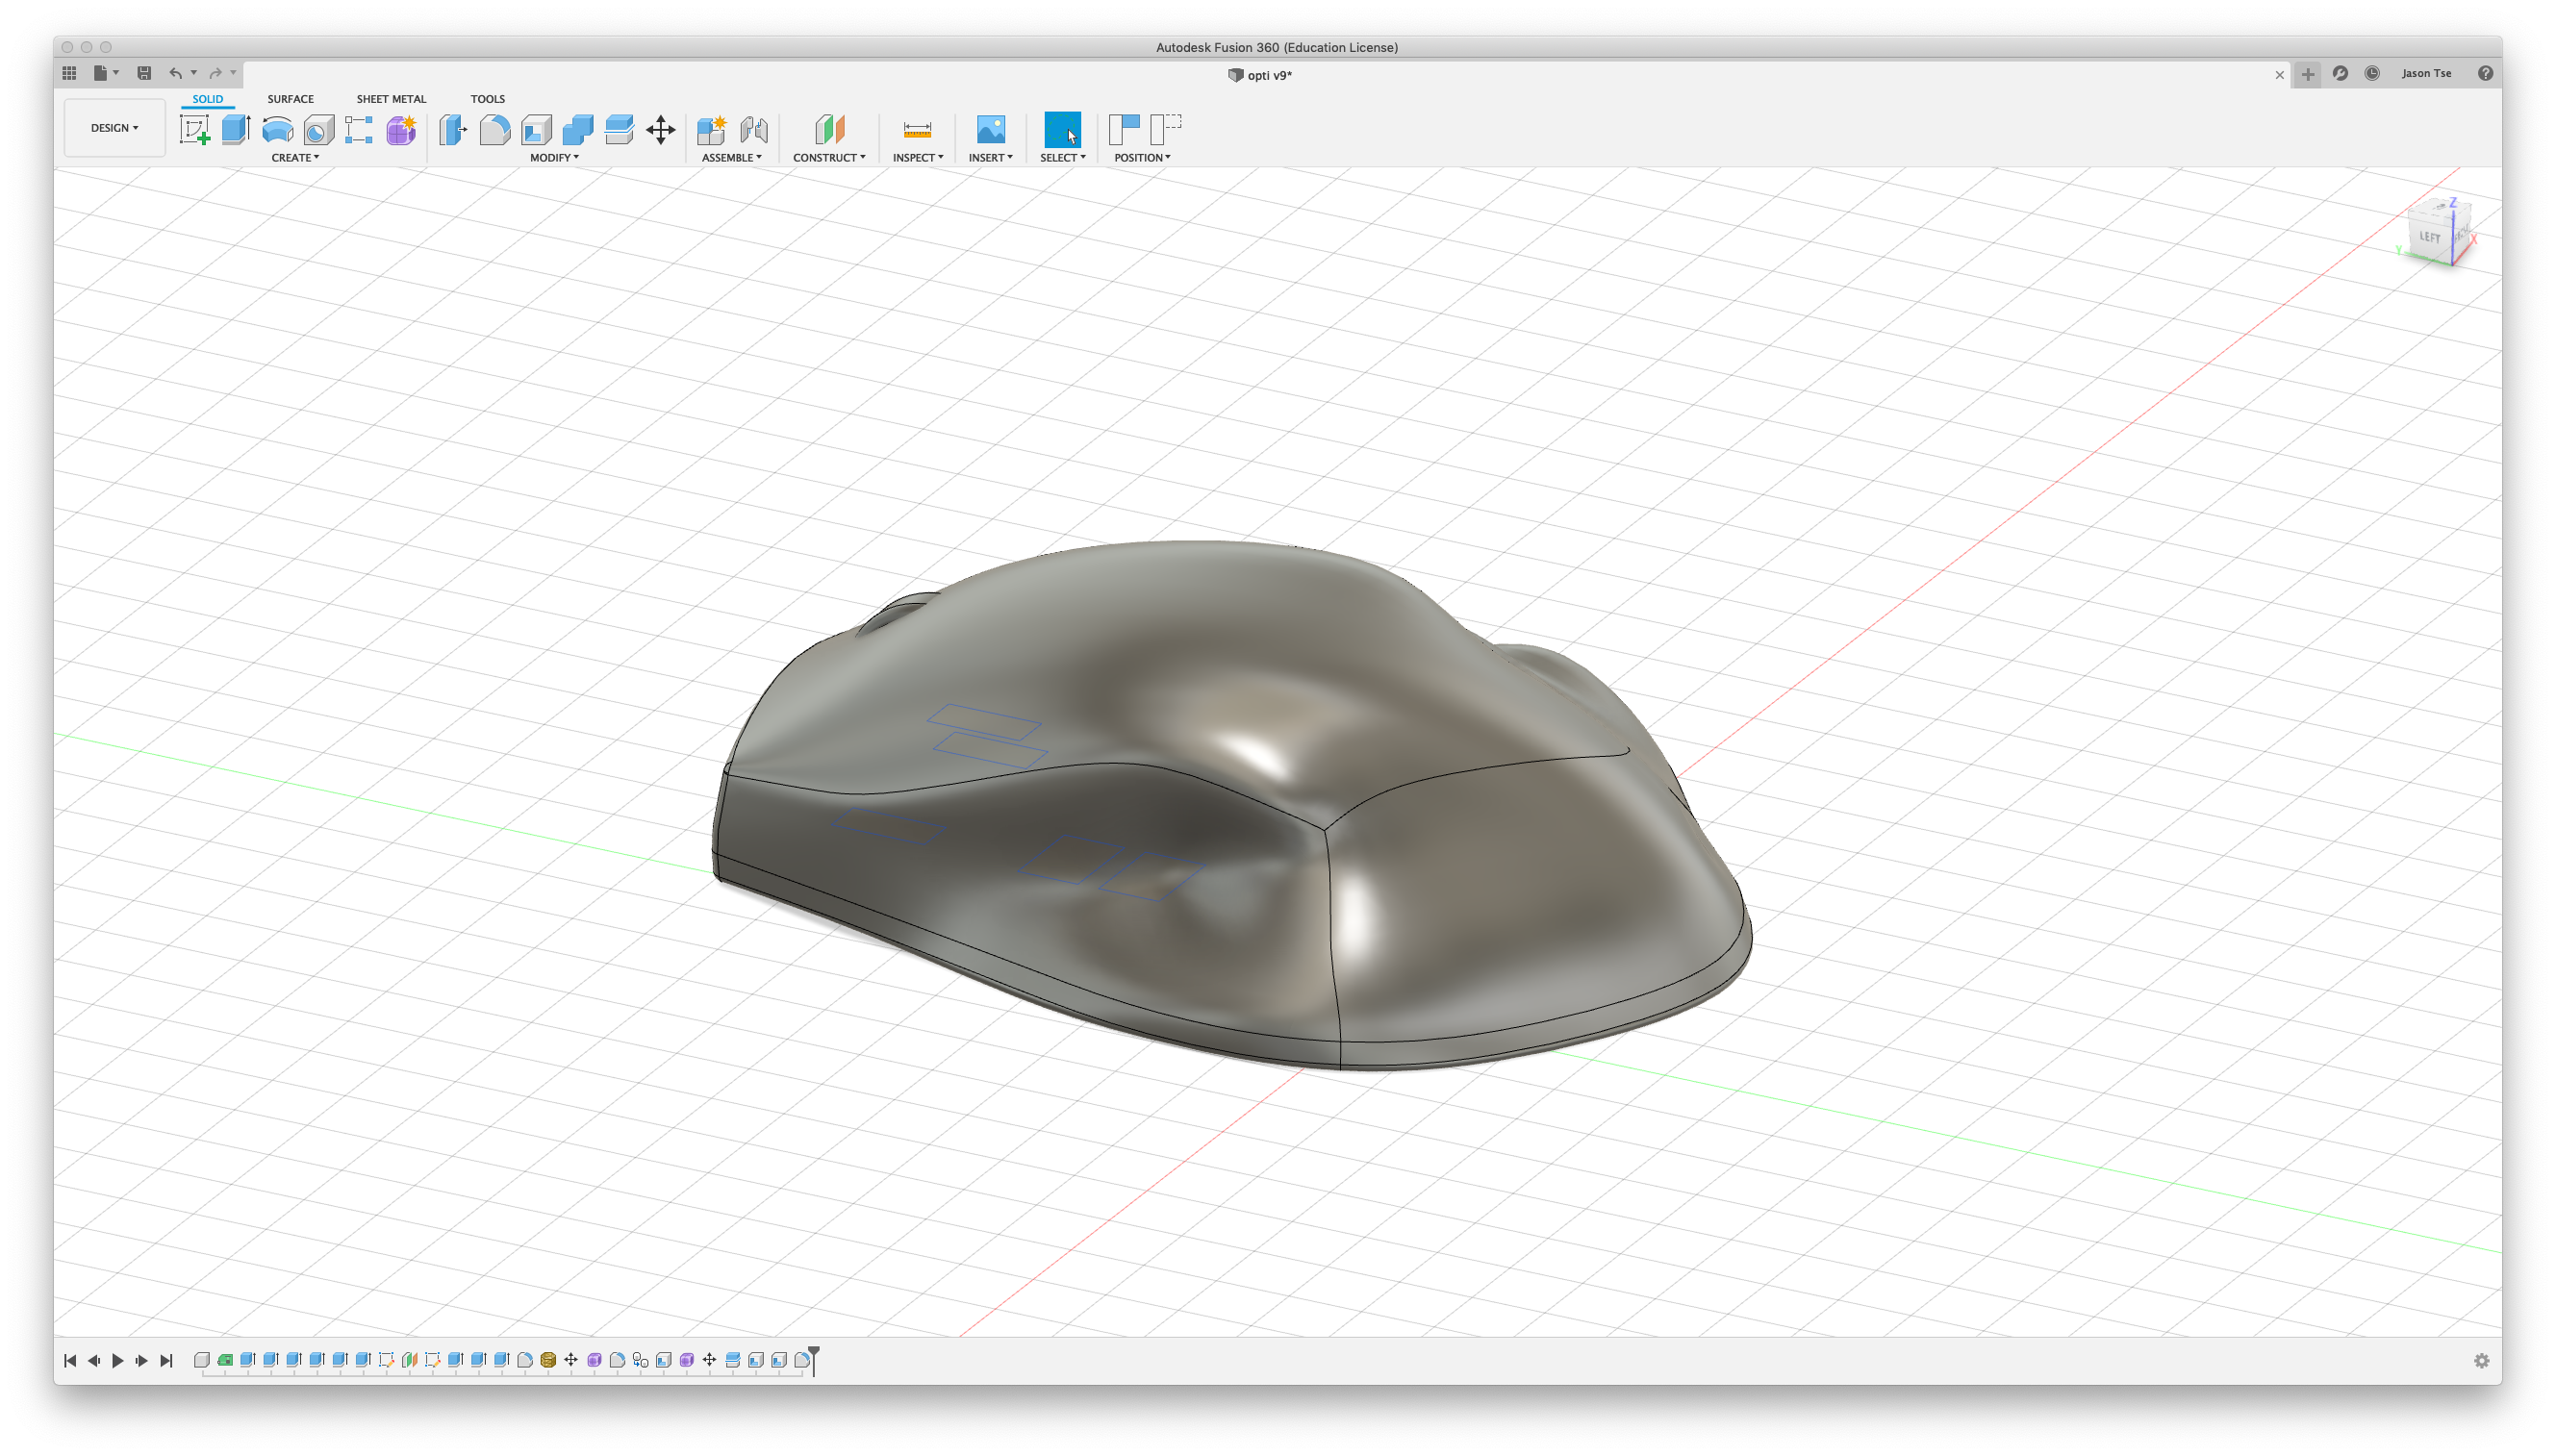 Autodesk Fusion 360 (Education License)
opti v9*
Jason Tse
DESIGN
SOLID SURFACE SHEET METAL TOOLS
CREATE MODIFY ASSEMBLE CONSTRUCT INSPECT INSERT SELECT POSITION
Z
LEFT
X
Y